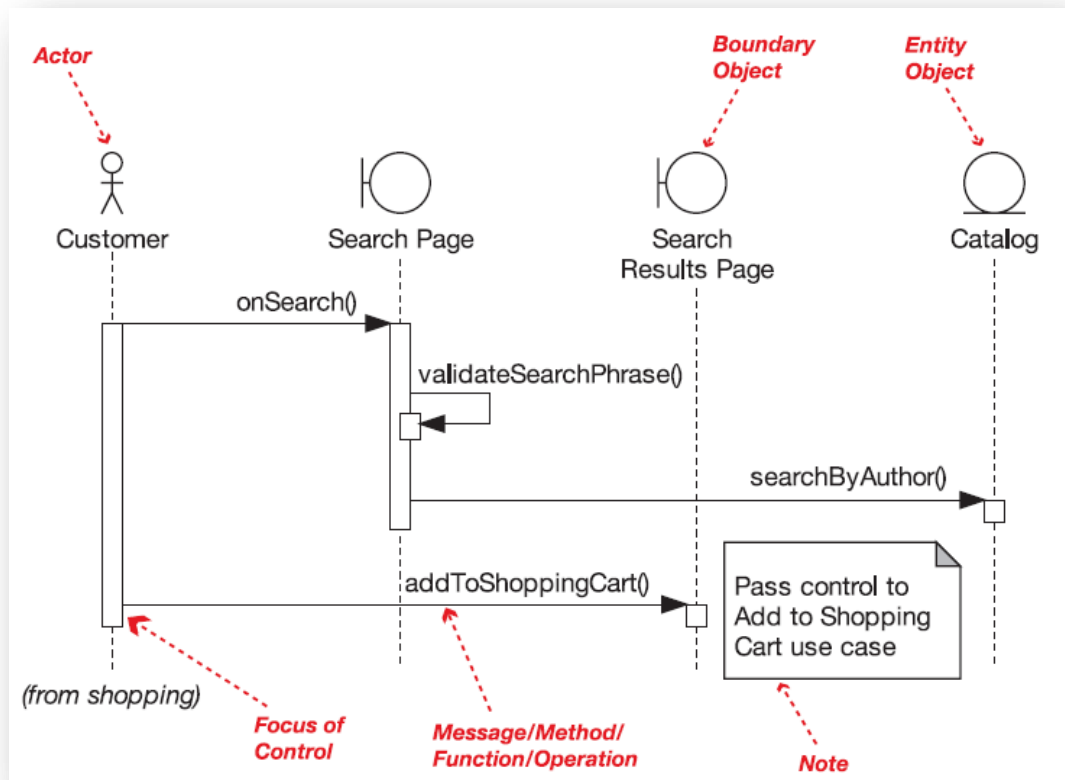 Actor
Boundary
Object
Entity
Object
Customer
Search Page
Search
Results Page
Catalog
onSearch()
validateSearchPhrase()
searchByAuthor()
addToShoppingCart()
Pass control to
Add to Shopping
Cart use case
(from shopping)
Focus of
Control
Message/Method/
Function/Operation
Note